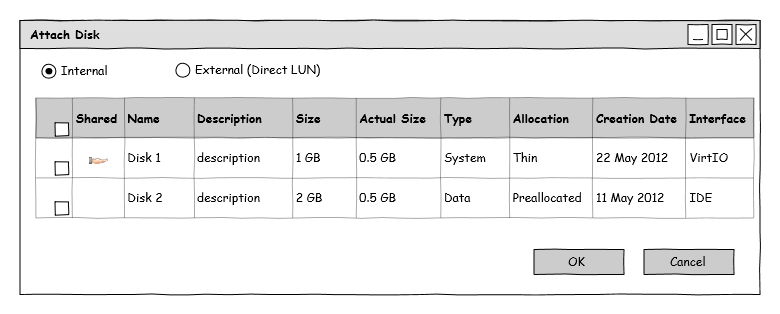 Attach Disk
Internal External (Direct LUN)
Shared Name Description Size Actual Size Type Allocation Creation Date Interface
Disk 1 description 1 GB 0.5 GB System Thin 22 May 2012 VirtIO
Disk 2 description 2 GB 0.5 GB Data Preallocated 11 May 2012 IDE
OK Cancel